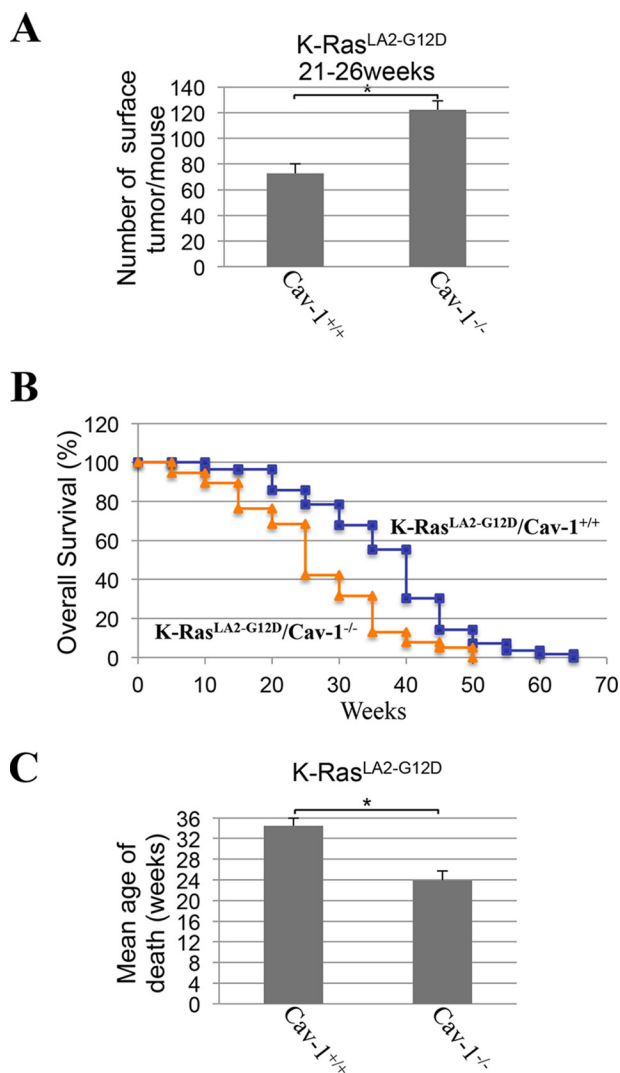 A
K-Ras^LA2-G12D
21-26weeks
*
Number of surface
tumor/mouse
140
120
100
80
60
40
20
0
Cav-1^+/+
Cav-1^-/-
B
Overall Survival (%)
120
100
80
60
40
20
0
K-Ras^LA2-G12D/Cav-1^+/+
K-Ras^LA2-G12D/Cav-1^-/-
0 10 20 30 40 50 60 70
Weeks
C
K-Ras^LA2-G12D
*
Mean age of
death (weeks)
36
32
28
24
20
16
12
8
4
0
Cav-1^+/+
Cav-1^-/-